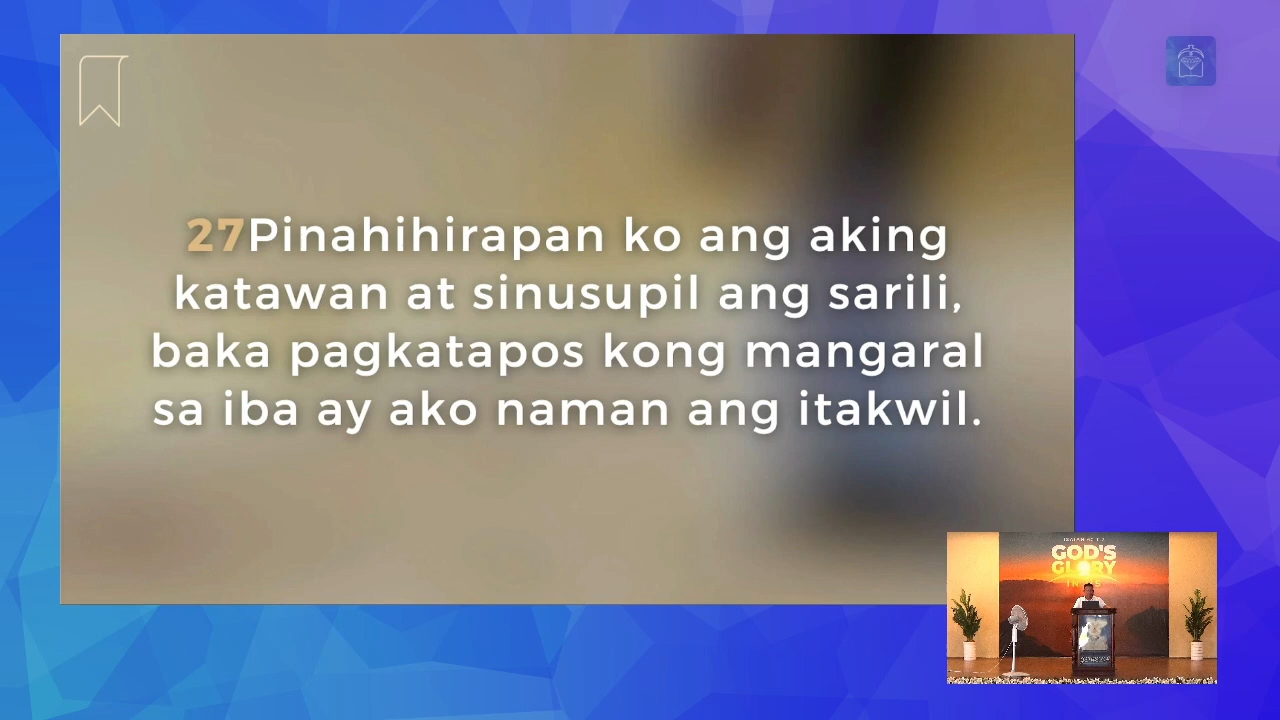 27Pinahihirapan ko ang aking
katawan at sinusupil ang sarili,
baka pagkatapos kong mangaral
sa iba ay ako naman ang itakwil.
GOD'S
GLORY